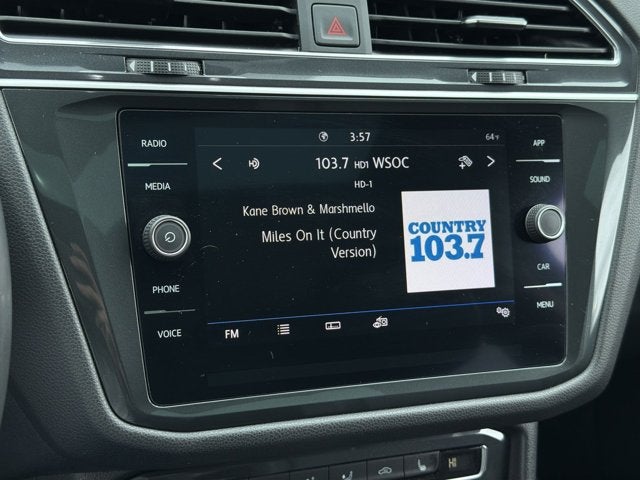 RADIO
MEDIA
PHONE
VOICE
3:57
64°F
103.7 HD1 WSOC
HD-1
Kane Brown & Marshmello
Miles On It (Country
Version)
COUNTRY
103.7
FM
APP
SOUND
CAR
MENU
HI